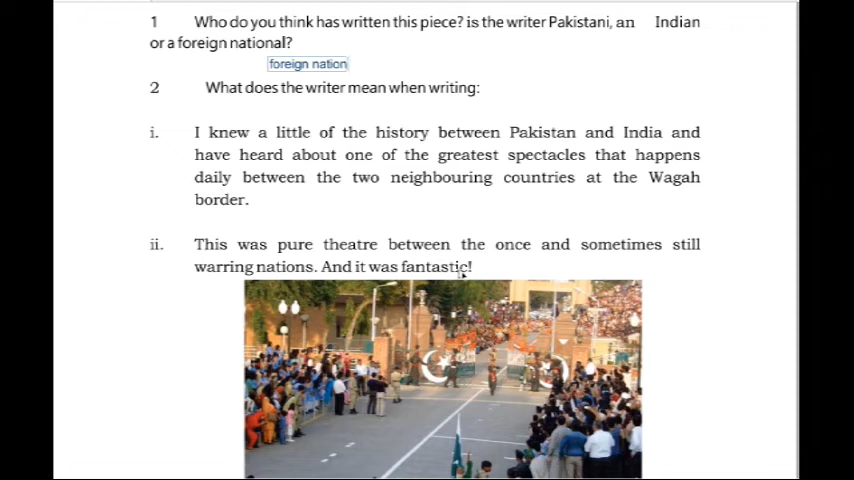 1 Who do you think has written this piece? is the writer Pakistani, an Indian
or a foreign national?
foreign nation
2 What does the writer mean when writing:
i. I knew a little of the history between Pakistan and India and
have heard about one of the greatest spectacles that happens
daily between the two neighbouring countries at the Wagah
border.
ii. This was pure theatre between the once and sometimes still
warring nations. And it was fantastic!